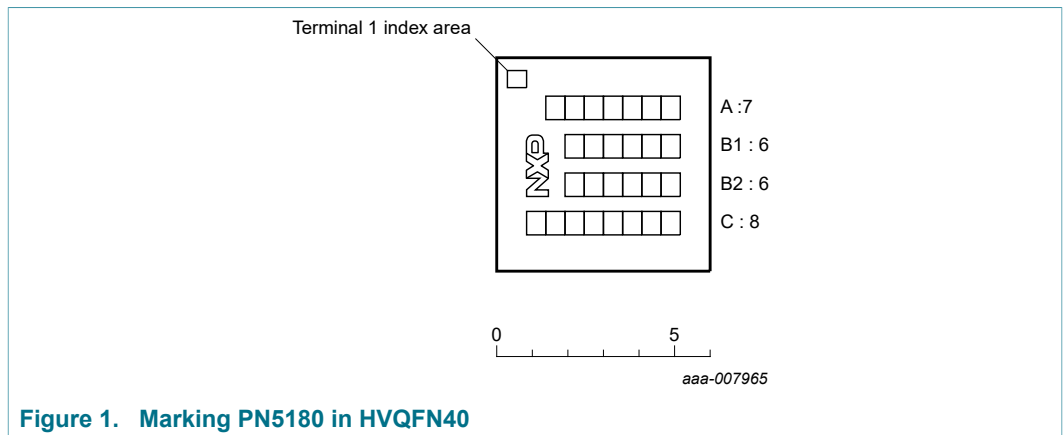 Terminal 1 index area
A :7
B1 : 6
NXP
B2 : 6
C : 8
0 5
aaa-007965
Figure 1. Marking PN5180 in HVQFN40